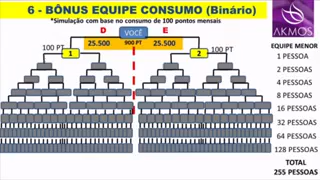 6 - BÔNUS EQUIPE CONSUMO (Binário)
*Simulação com base no consumo de 100 pontos mensais
AKMOS
D
VOCÊ
E
25.500
900 PT
25.500
100 PT
1
2
100 PT
EQUIPE MENOR
1 PESSOA
2 PESSOAS
4 PESSOAS
8 PESSOAS
16 PESSOAS
32 PESSOAS
64 PESSOAS
128 PESSOAS
TOTAL
255 PESSOAS